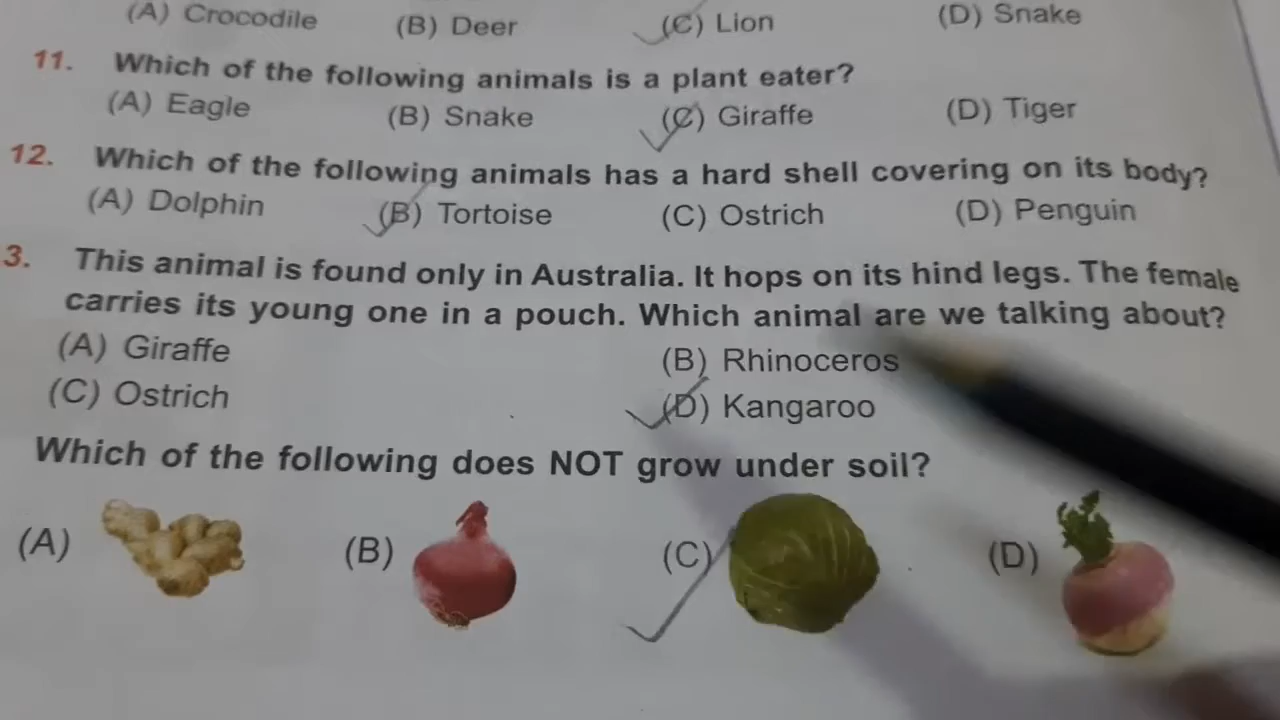 (A) Crocodile (B) Deer (C) Lion (D) Snake
11. Which of the following animals is a plant eater?
(A) Eagle (B) Snake (C) Giraffe (D) Tiger
12. Which of the following animals has a hard shell covering on its body?
(A) Dolphin (B) Tortoise (C) Ostrich (D) Penguin
3. This animal is found only in Australia. It hops on its hind legs. The female
carries its young one in a pouch. Which animal are we talking about?
(A) Giraffe (B) Rhinoceros
(C) Ostrich (D) Kangaroo
Which of the following does NOT grow under soil?
(A) (B) (C) (D)